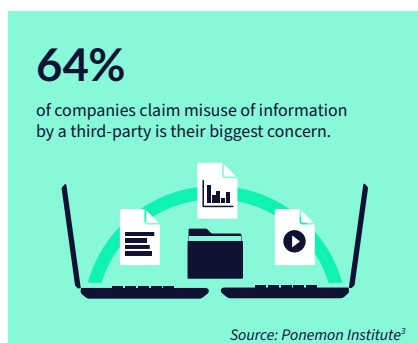 64%
of companies claim misuse of information
by a third-party is their biggest concern.
Source: Ponemon Institute³